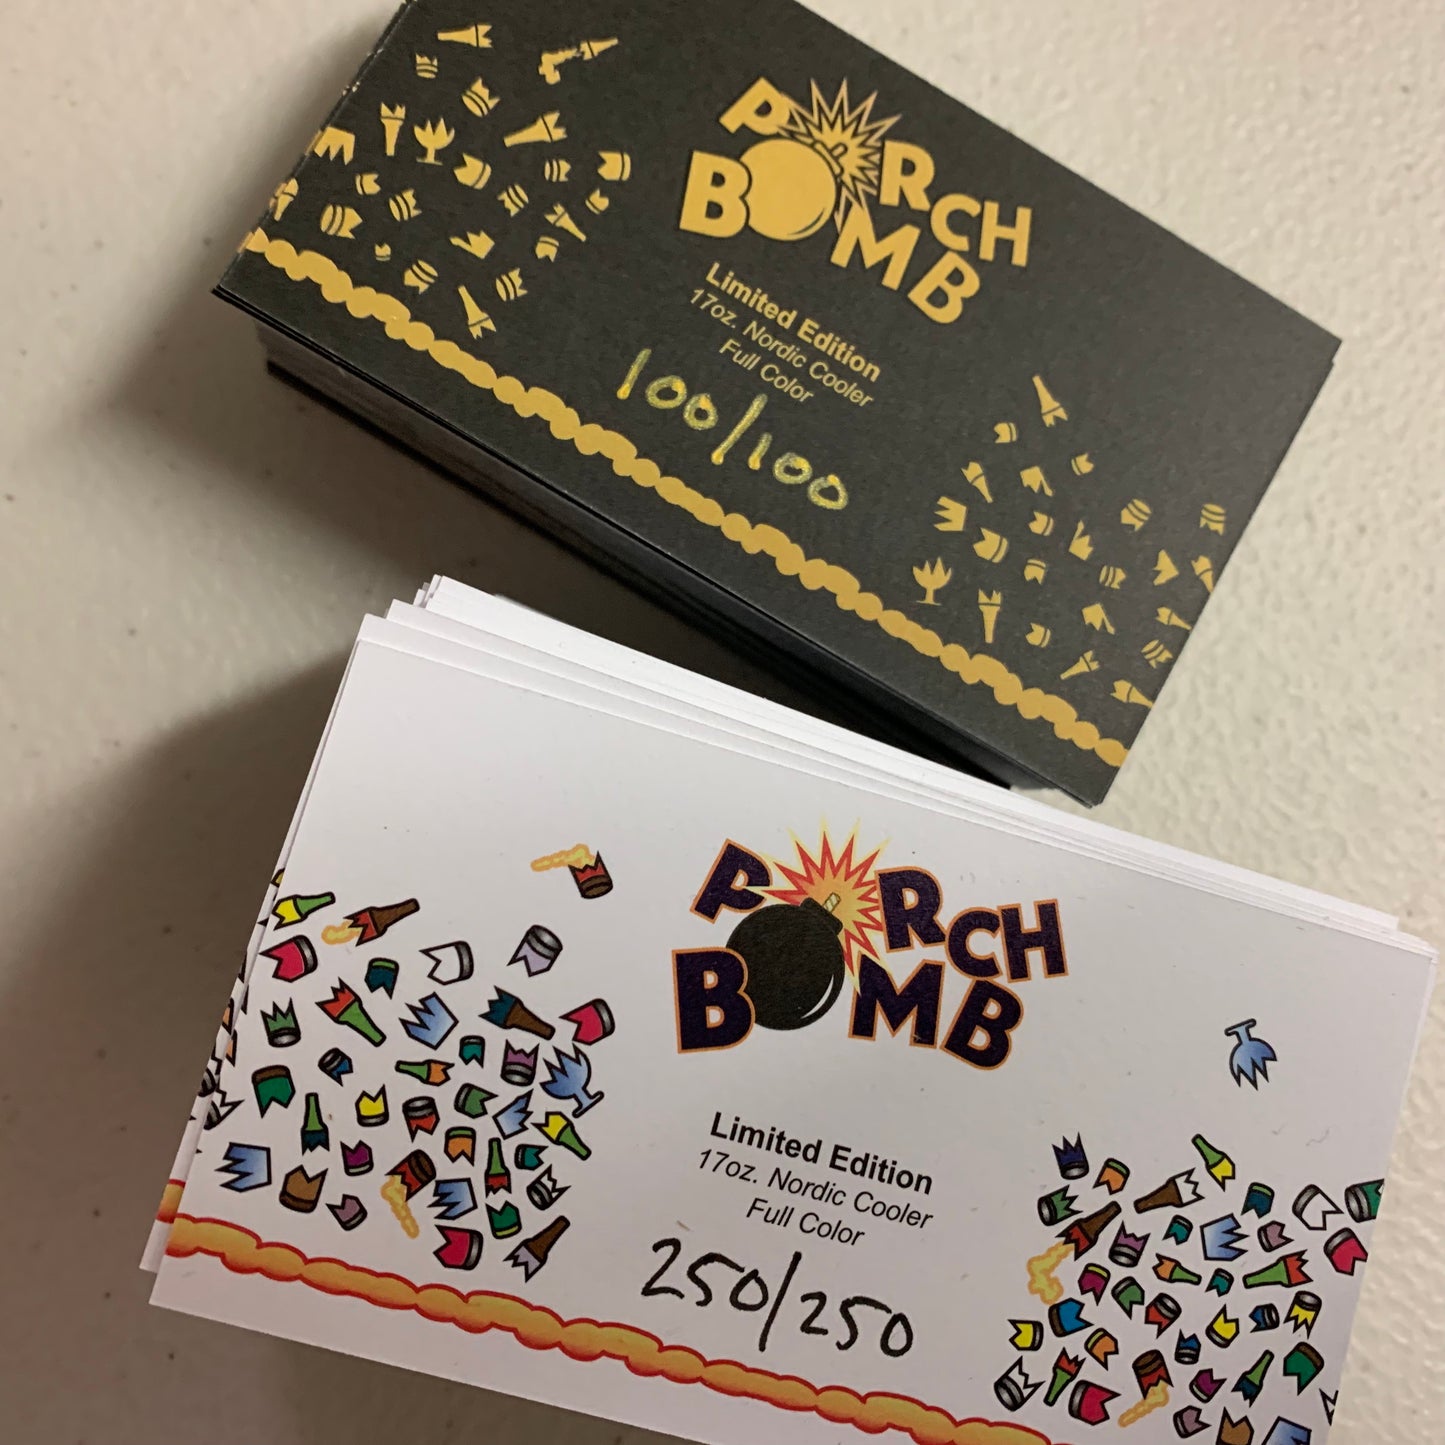 PORCH
BOMB
Limited Edition
17oz. Nordic Cooler
Full Color
100/100
PORCH
BOMB
Limited Edition
17oz. Nordic Cooler
Full Color
250/250